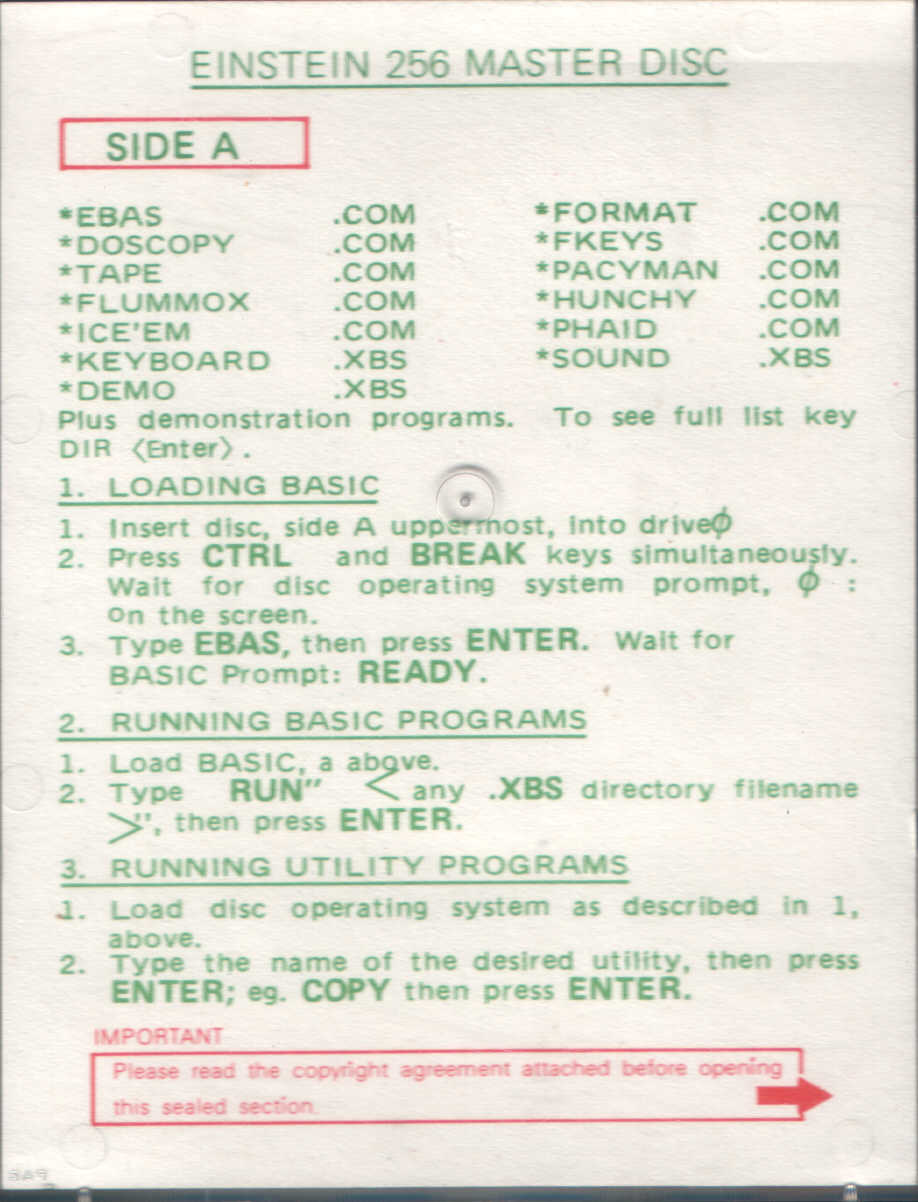 EINSTEIN 256 MASTER DISC
SIDE A
*EBAS .COM *FORMAT .COM
*DOSCOPY .COM *FKEYS .COM
*TAPE .COM *PACYMAN .COM
*FLUMMOX .COM *HUNCHY .COM
*ICE'EM .COM *PHAID .COM
*KEYBOARD .XBS *SOUND .XBS
*DEMO .XBS
Plus demonstration programs. To see full list key
DIR <Enter>.
1. LOADING BASIC
1. Insert disc, side A uppermost, into drive0
2. Press CTRL and BREAK keys simultaneously.
Wait for disc operating system prompt, 0 :
On the screen.
3. Type EBAS, then press ENTER. Wait for
BASIC Prompt: READY.
2. RUNNING BASIC PROGRAMS
1. Load BASIC, a above.
2. Type RUN" < any .XBS directory filename
>", then press ENTER.
3. RUNNING UTILITY PROGRAMS
1. Load disc operating system as described in 1,
above.
2. Type the name of the desired utility, then press
ENTER; eg. COPY then press ENTER.
IMPORTANT
Please read the copyright agreement attached before opening
this sealed section.